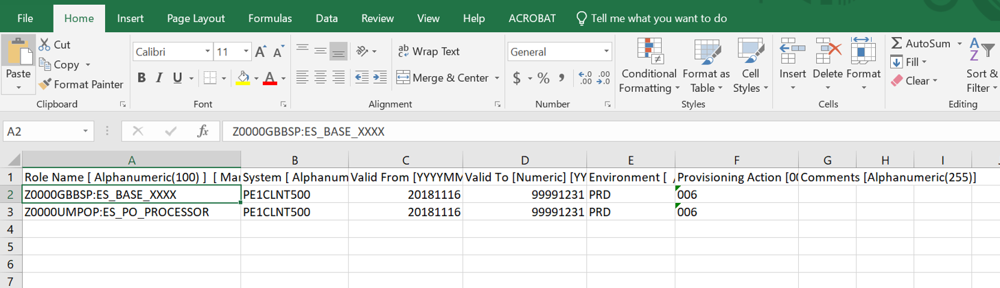 File Home Insert Page Layout Formulas Data Review View Help ACROBAT Tell me what you want to do
Paste
Cut
Copy
Format Painter
Clipboard
Calibri 11 A A
B I U A
Font
ab Wrap Text
Merge & Center
Alignment
General
$ % , .0 .00 .00 .0
Number
Conditional Formatting
Format as Table
Cell Styles
Styles
Insert Delete Format
Cells
Σ AutoSum
Fill
Clear
A Z Sort & Filter
Editing
A2 fx Z0000GBBSP:ES_BASE_XXXX
A B C D E F G H I
1 Role Name [ Alphanumeric(100) ] [ Mar System [ Alphanum Valid From [YYYYMM Valid To [Numeric] [YY Environment [ Provisioning Action [00 Comments [Alphanumeric(255)]
2 Z0000GBBSP:ES_BASE_XXXX PE1CLNT500 20181116 99991231 PRD 006
3 Z0000UMPOP:ES_PO_PROCESSOR PE1CLNT500 20181116 99991231 PRD 006
4
5
6
7